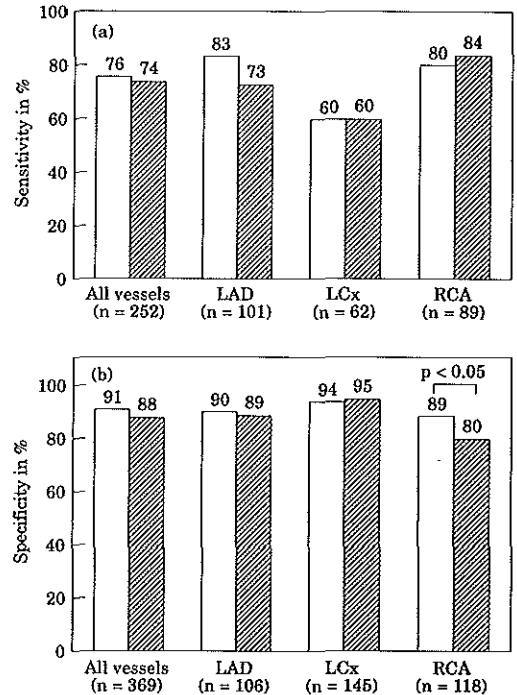 (a)
100
80
60
40
20
0
Sensitivity in %
76 74
83 73
60 60
80 84
All vessels LAD LCx RCA
(n = 252) (n = 101) (n = 62) (n = 89)
(b)
100
80
60
40
20
0
Specificity in %
p < 0.05
91 88
90 89
94 95
89 80
All vessels LAD LCx RCA
(n = 369) (n = 106) (n = 145) (n = 118)